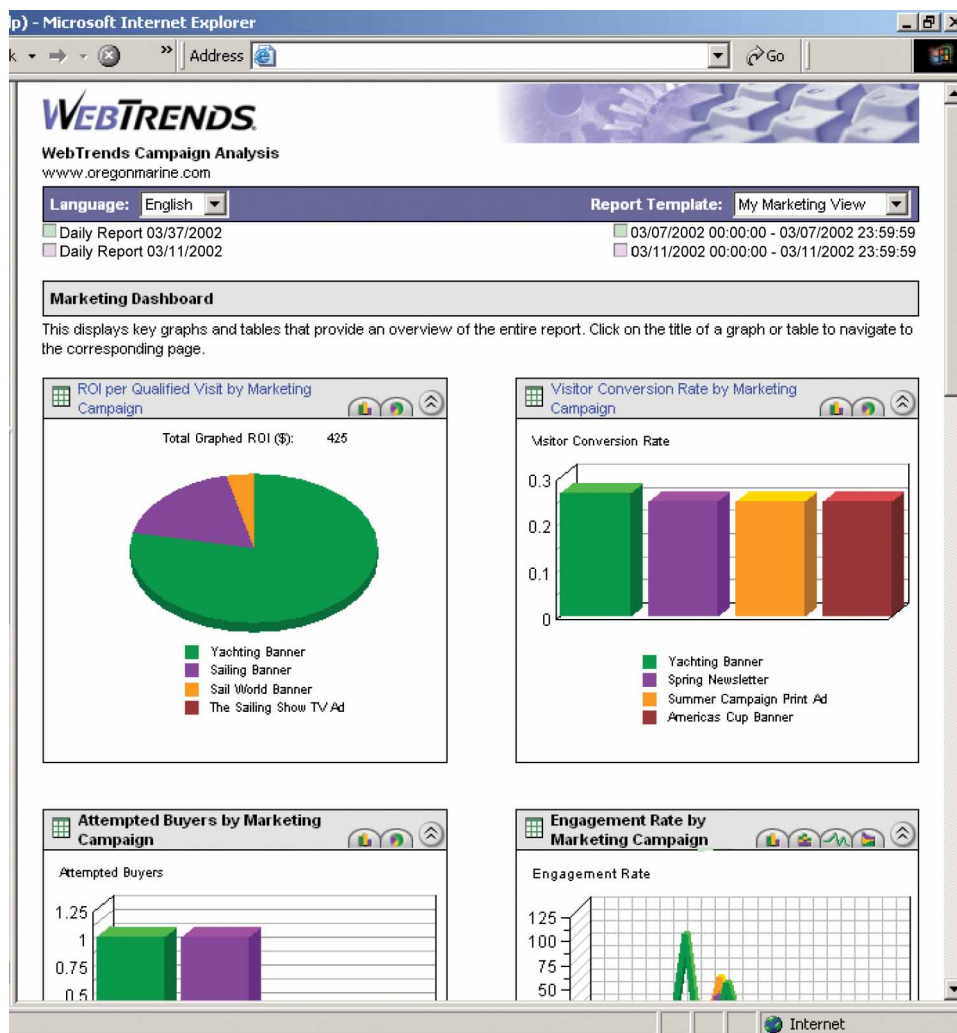 lp) - Microsoft Internet Explorer
k
»
Address
Go
WEBTRENDS.
WebTrends Campaign Analysis
www.oregonmarine.com
Language: English
Report Template: My Marketing View
Daily Report 03/37/2002
03/07/2002 00:00:00 - 03/07/2002 23:59:59
Daily Report 03/11/2002
03/11/2002 00:00:00 - 03/11/2002 23:59:59
Marketing Dashboard
This displays key graphs and tables that provide an overview of the entire report. Click on the title of a graph or table to navigate to
the corresponding page.
ROI per Qualified Visit by Marketing
Campaign
Total Graphed ROI ($): 425
Yachting Banner
Sailing Banner
Sail World Banner
The Sailing Show TV Ad
Visitor Conversion Rate by Marketing
Campaign
Visitor Conversion Rate
0.3
0.2
0.1
0
Yachting Banner
Spring Newsletter
Summer Campaign Print Ad
Americas Cup Banner
Attempted Buyers by Marketing
Campaign
Attempted Buyers
1.25
1
0.75
0.5
Engagement Rate by
Marketing Campaign
Engagement Rate
125
100
75
50
Internet